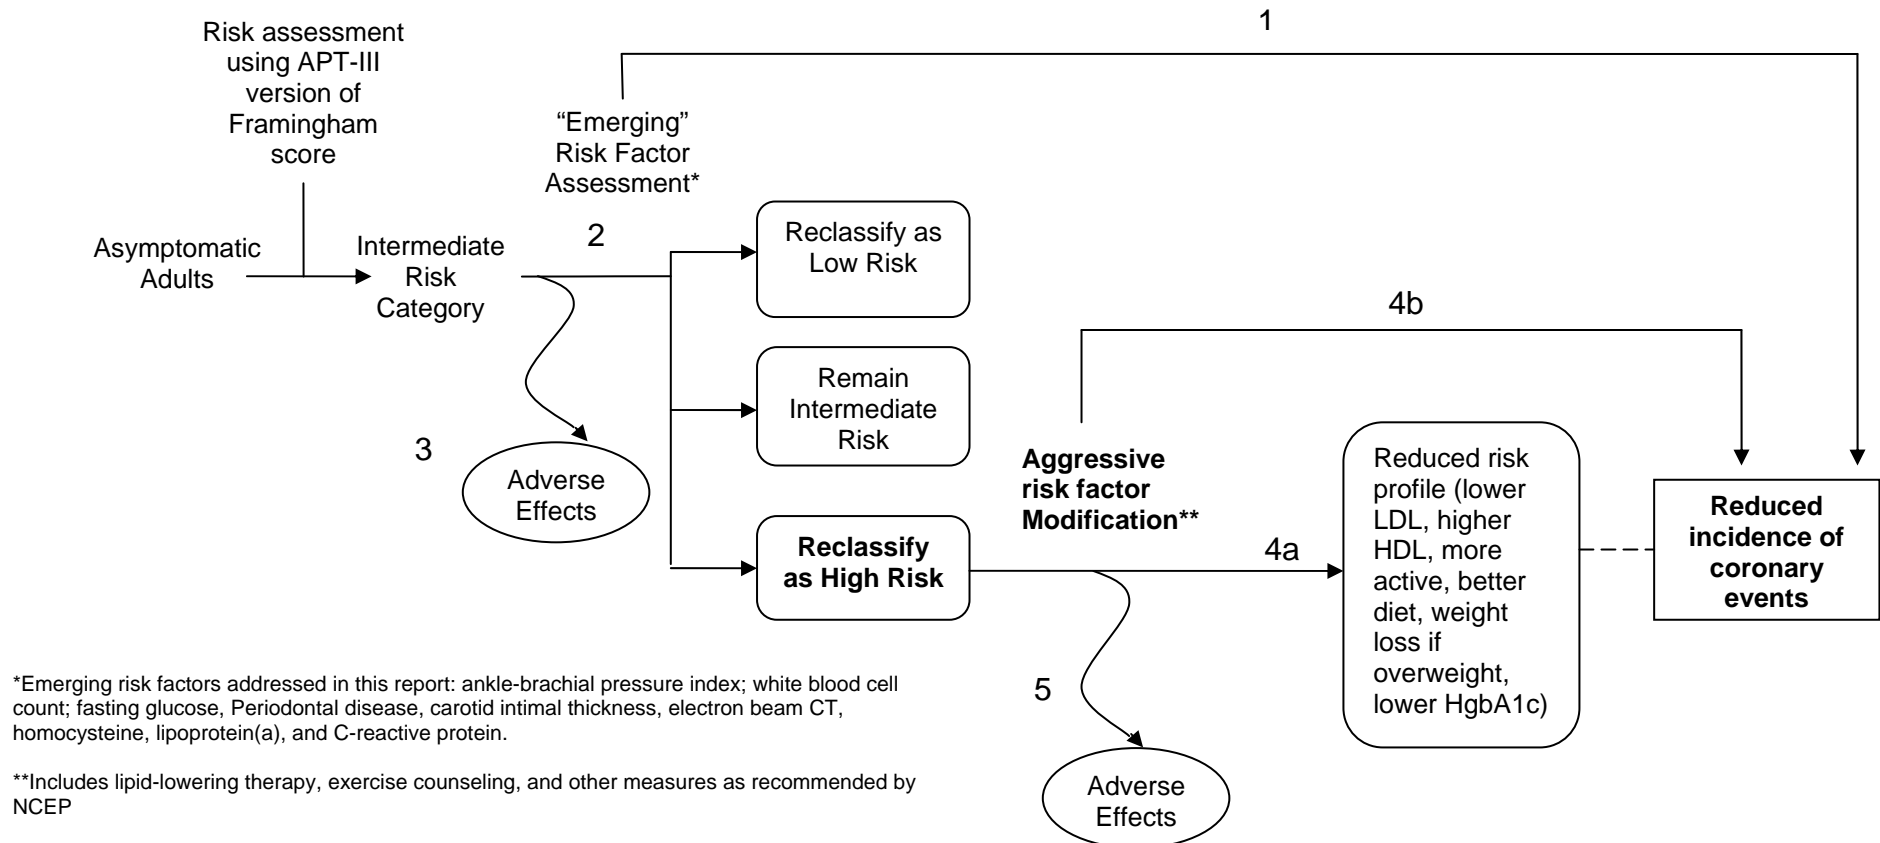 1
Risk assessment
using APT-III
version of
Framingham
score
“Emerging”
Risk Factor
Assessment*
Asymptomatic
Adults
Intermediate
Risk
Category
2
Reclassify as
Low Risk
3
Adverse
Effects
Remain
Intermediate
Risk
Reclassify
as High Risk
4b
Aggressive
risk factor
Modification**
4a
Reduced risk
profile (lower
LDL, higher
HDL, more
active, better
diet, weight
loss if
overweight,
lower HgbA1c)
Reduced
incidence of
coronary
events
5
Adverse
Effects
*Emerging risk factors addressed in this report: ankle-brachial pressure index; white blood cell
count; fasting glucose, Periodontal disease, carotid intimal thickness, electron beam CT,
homocysteine, lipoprotein(a), and C-reactive protein.
**Includes lipid-lowering therapy, exercise counseling, and other measures as recommended by
NCEP